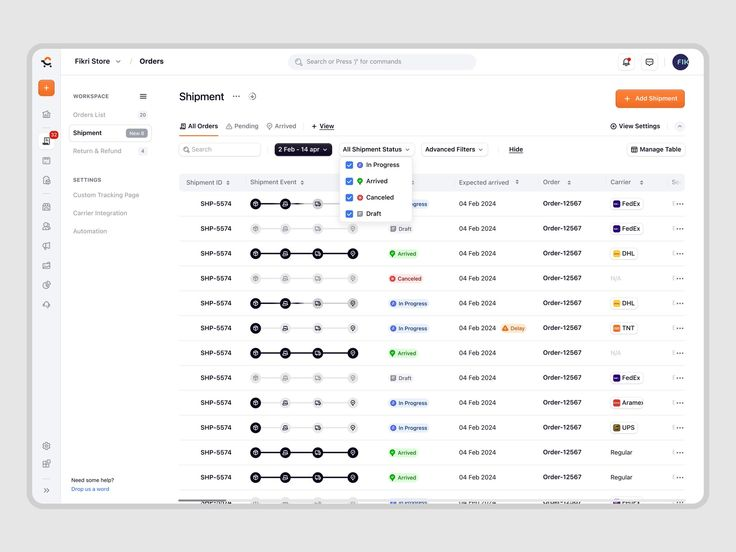 Fikri Store / Orders
Search or Press '/' for commands
FIK
WORKSPACE
Orders List 20
Shipment New 8
Return & Refund 4
SETTINGS
Custom Tracking Page
Carrier Integration
Automation
Need some help?
Drop us a word
Shipment
+ Add Shipment
All Orders Pending Arrived + View View Settings
Search 2 Feb - 14 apr All Shipment Status Advanced Filters Hide Manage Table
In Progress
Arrived
Canceled
Draft
Shipment ID Shipment Event Expected arrived Order Carrier
SHP-5574 04 Feb 2024 Order-12567 FedEx
SHP-5574 Draft 04 Feb 2024 Order-12567 FedEx
SHP-5574 Arrived 04 Feb 2024 Order-12567 DHL
SHP-5574 Canceled 04 Feb 2024 Order-12567 N/A
SHP-5574 In Progress 04 Feb 2024 Order-12567 DHL
SHP-5574 In Progress 04 Feb 2024 Delay Order-12567 TNT
SHP-5574 Arrived 04 Feb 2024 Order-12567 N/A
SHP-5574 Draft 04 Feb 2024 Order-12567 FedEx
SHP-5574 In Progress 04 Feb 2024 Order-12567 Aramex
SHP-5574 In Progress 04 Feb 2024 Order-12567 UPS
SHP-5574 Arrived 04 Feb 2024 Order-12567 Regular
SHP-5574 Arrived 04 Feb 2024 Order-12567 Regular